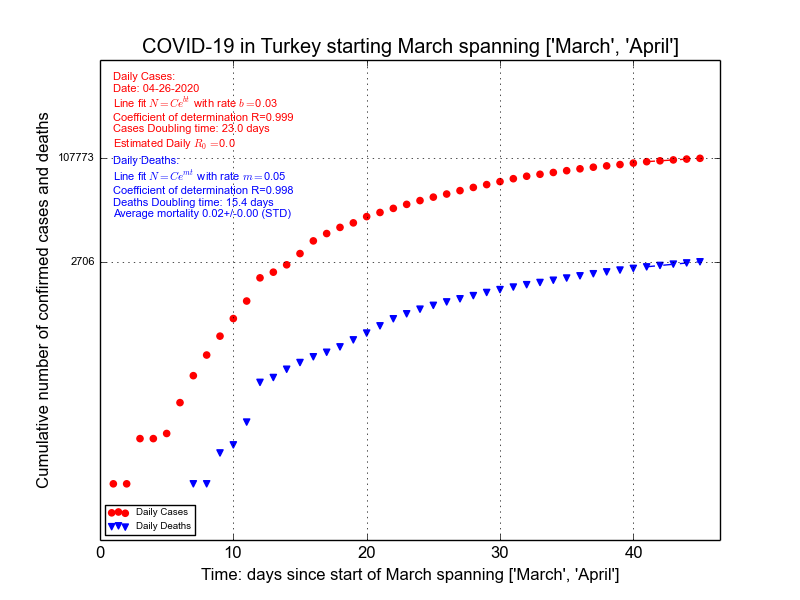 COVID-19 in Turkey starting March spanning ['March', 'April']
Daily Cases:
Date: 04-26-2020
Line fit N = Ce^{bt} with rate b = 0.03
Coefficient of determination R=0.999
Cases Doubling time: 23.0 days
Estimated Daily R_0 = 0.0
Daily Deaths:
Line fit N = Ce^{mt} with rate m = 0.05
Coefficient of determination R=0.998
Deaths Doubling time: 15.4 days
Average mortality 0.02+/-0.00 (STD)
Cumulative number of confirmed cases and deaths
107773
2706
Daily Cases
Daily Deaths
0 10 20 30 40
Time: days since start of March spanning ['March', 'April']